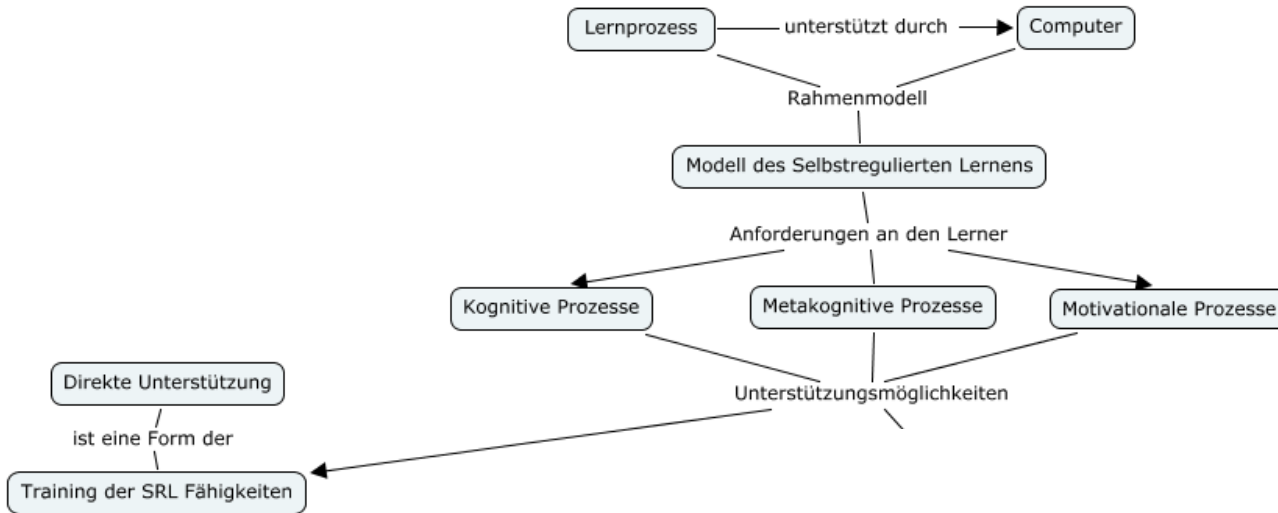 Lernprozess
unterstützt durch
Computer
Rahmenmodell
Modell des Selbstregulierten Lernens
Anforderungen an den Lerner
Kognitive Prozesse
Metakognitive Prozesse
Motivationale Prozesse
Direkte Unterstützung
Unterstützungsmöglichkeiten
ist eine Form der
Training der SRL Fähigkeiten